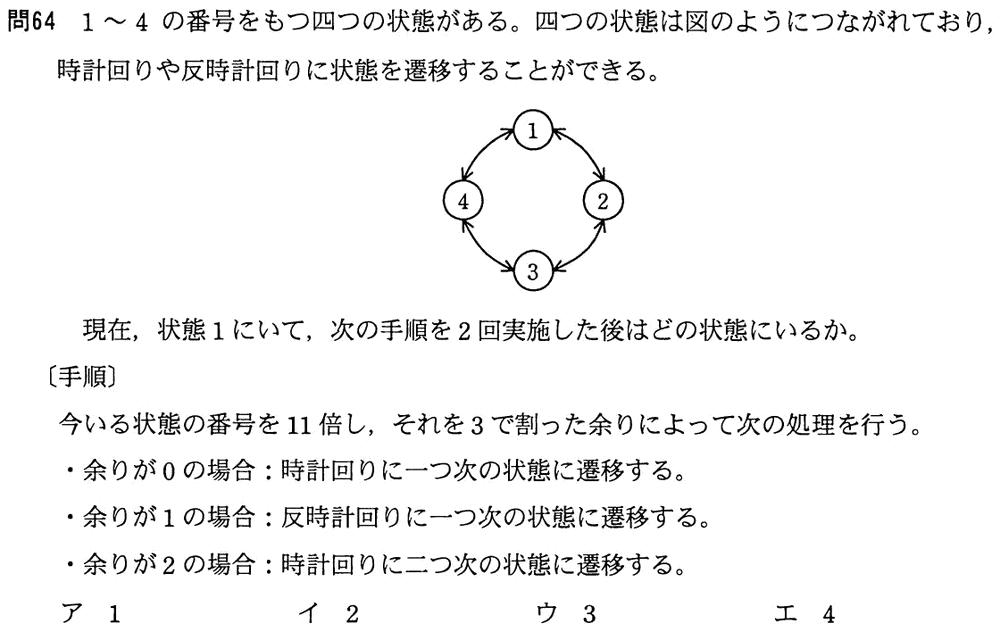 問64　1～4 の番号をもつ四つの状態がある。四つの状態は図のようにつながれており，
時計回りや反時計回りに状態を遷移することができる。
1
4　2
3
現在，状態1にいて，次の手順を2回実施した後はどの状態にいるか。
〔手順〕
今いる状態の番号を11倍し，それを3で割った余りによって次の処理を行う。
・余りが0の場合：時計回りに一つ次の状態に遷移する。
・余りが1の場合：反時計回りに一つ次の状態に遷移する。
・余りが2の場合：時計回りに二つ次の状態に遷移する。
ア　1　イ　2　ウ　3　エ　4